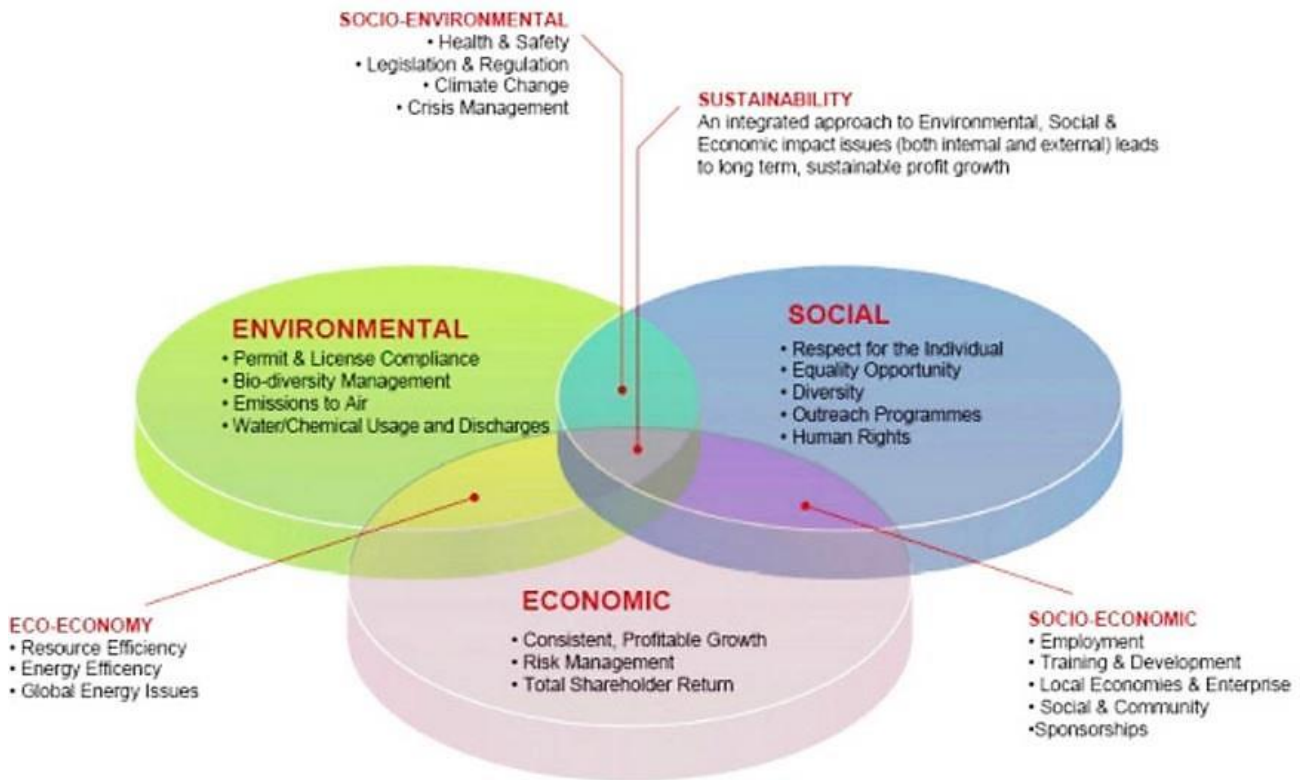 SOCIO-ENVIRONMENTAL
• Health & Safety
• Legislation & Regulation
• Climate Change
• Crisis Management
SUSTAINABILITY
An integrated approach to Environmental, Social &
Economic impact issues (both internal and external) leads
to long term, sustainable profit growth
ENVIRONMENTAL
• Permit & License Compliance
• Bio-diversity Management
• Emissions to Air
• Water/Chemical Usage and Discharges
SOCIAL
• Respect for the Individual
• Equality Opportunity
• Diversity
• Outreach Programmes
• Human Rights
ECO-ECONOMY
• Resource Efficiency
• Energy Efficency
• Global Energy Issues
ECONOMIC
• Consistent, Profitable Growth
• Risk Management
• Total Shareholder Return
SOCIO-ECONOMIC
• Employment
• Training & Development
• Local Economies & Enterprise
• Social & Community
•Sponsorships